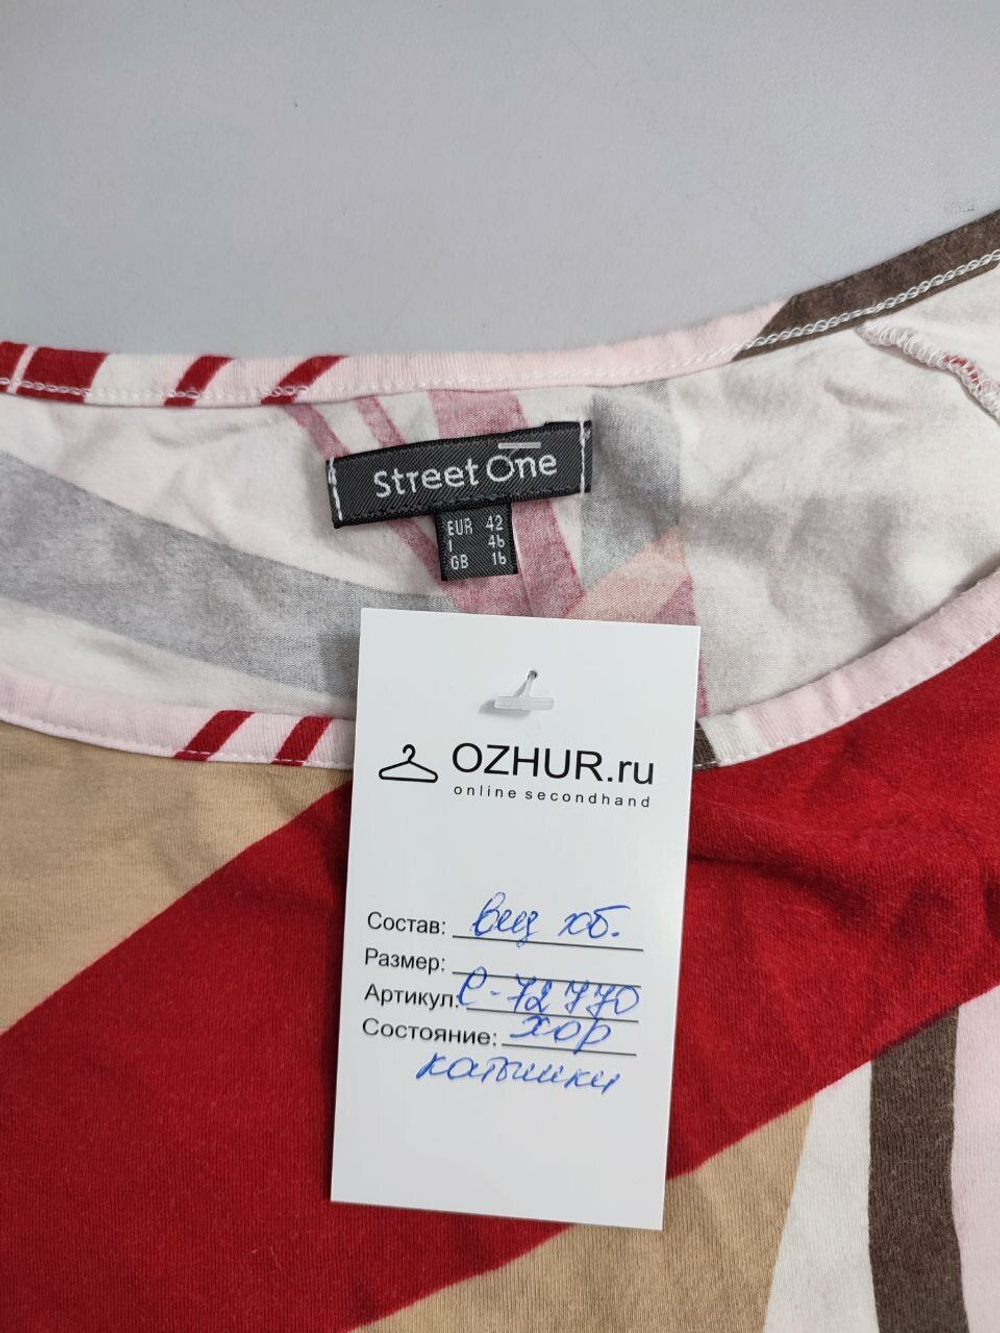 Street One
EUR 42
I 46
GB 16
OZHUR.ru
online secondhand
Состав: виз хб.
Размер:
Артикул: С-72770
Состояние: хор
катышки